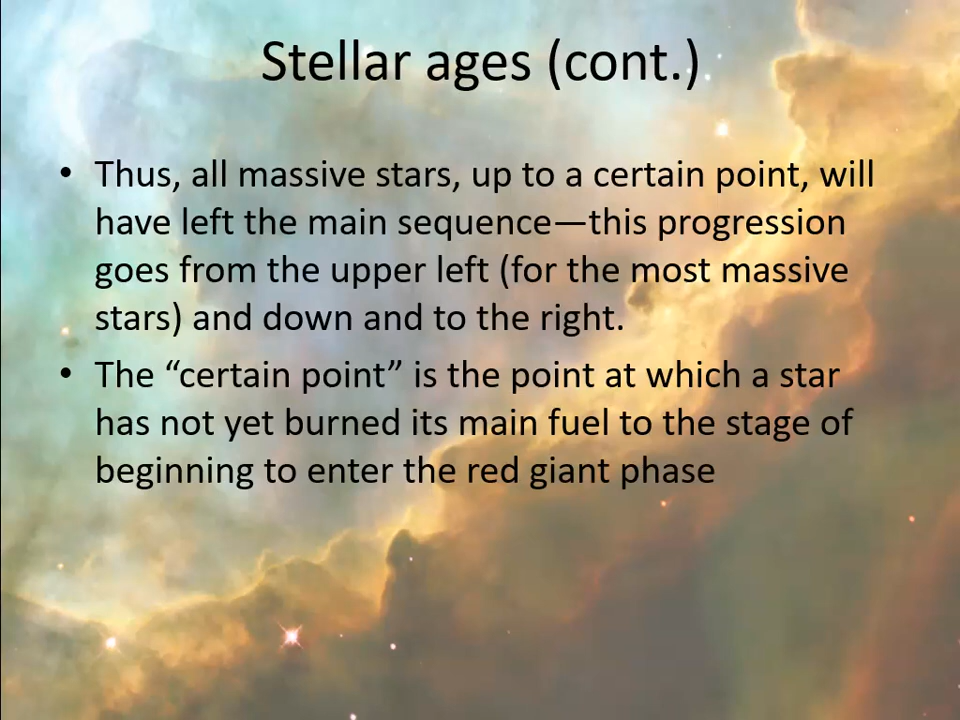 Stellar ages (cont.)
• Thus, all massive stars, up to a certain point, will
have left the main sequence—this progression
goes from the upper left (for the most massive
stars) and down and to the right.
• The “certain point” is the point at which a star
has not yet burned its main fuel to the stage of
beginning to enter the red giant phase